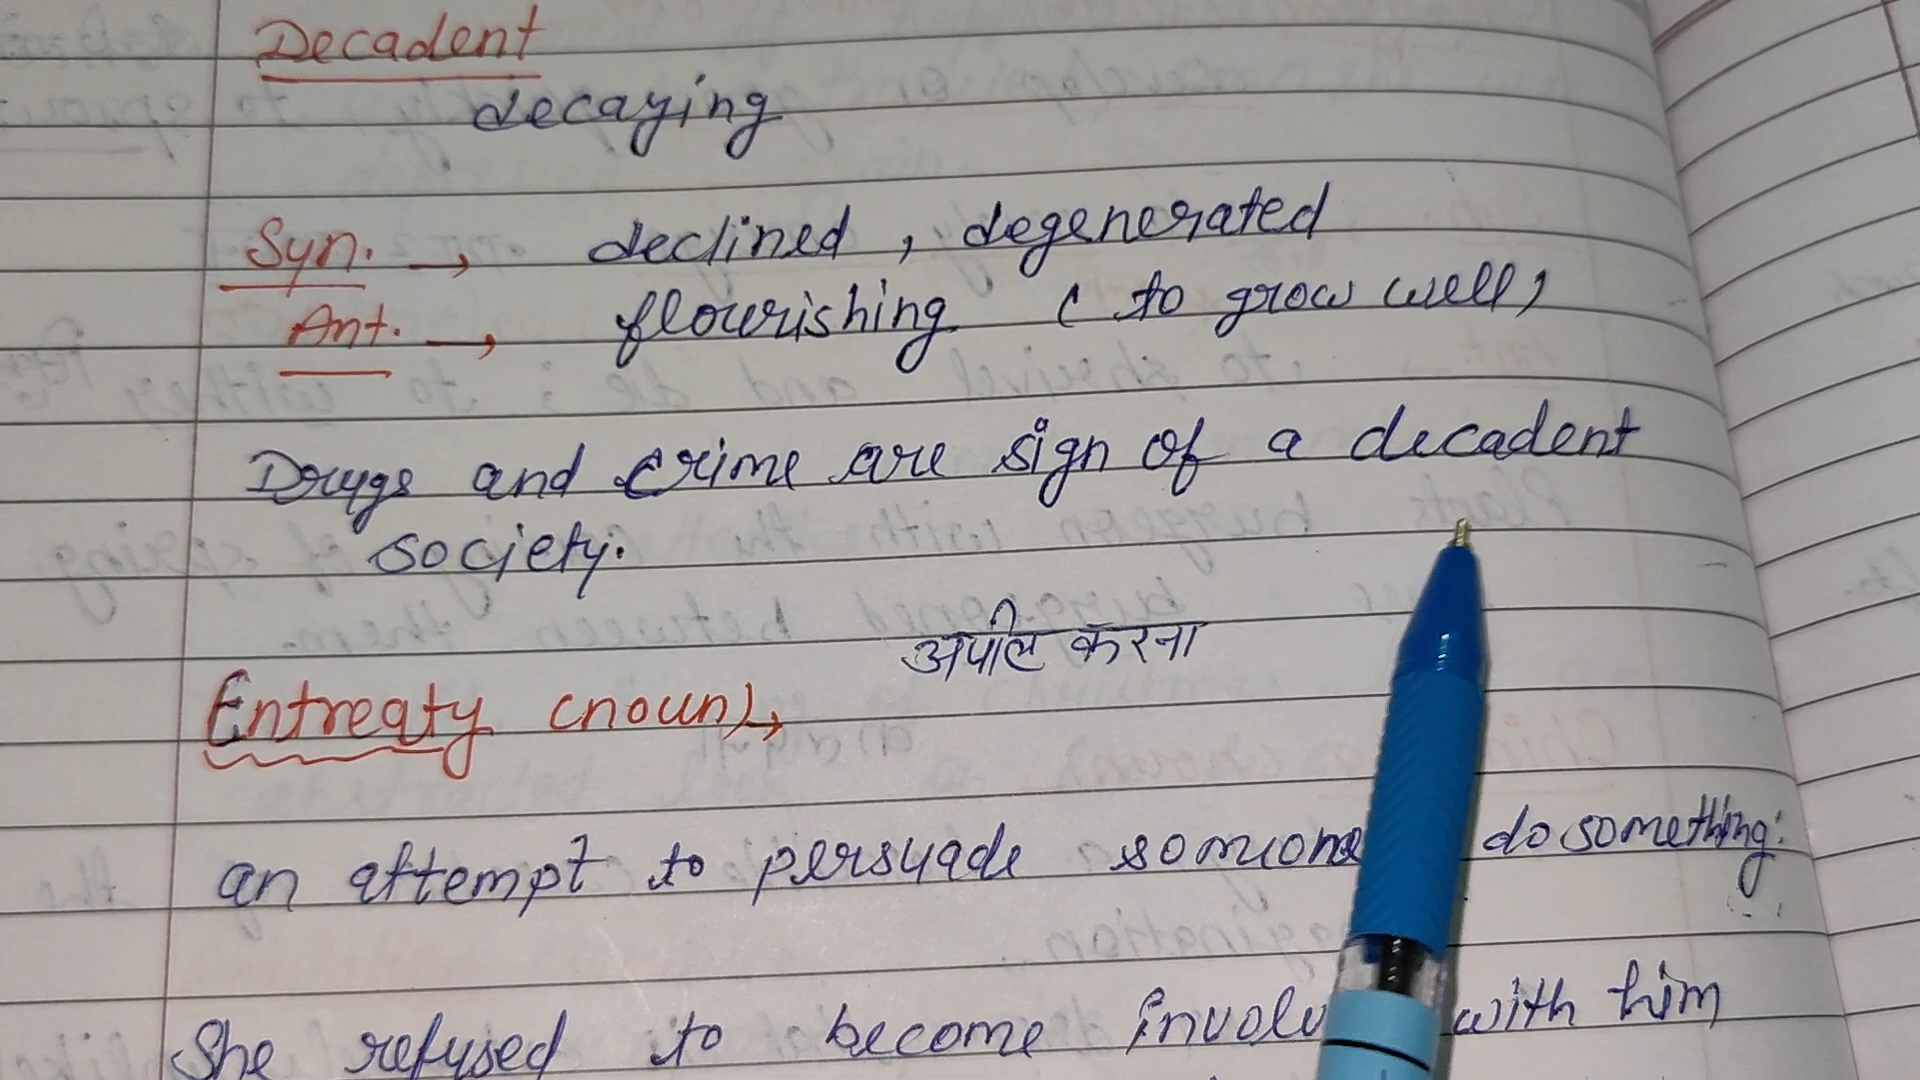 Decadent
decaying
Syn. → declined, degenerated
Ant. → flourishing (to grow well)
Drugs and crime are sign of a decadent
society.
अपील करना
Entreaty (noun) →
an attempt to persuade someone do something:
She refused to become with him